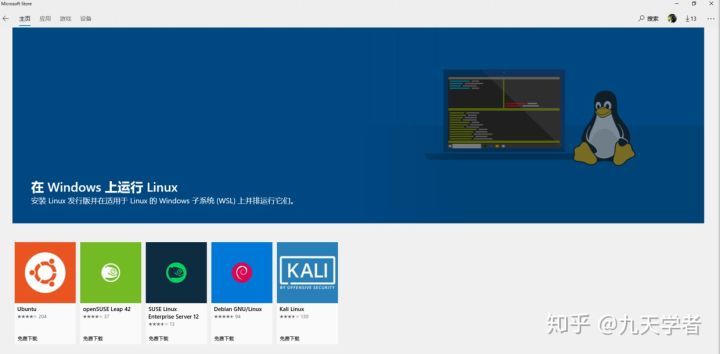 Microsoft Store
主页 应用 游戏 设备
搜索
13
在 Windows 上运行 Linux
安装 Linux 发行版并在适用于 Linux 的 Windows 子系统 (WSL) 上并排运行它们。
KALI
BY OFFENSIVE SECURITY
Ubuntu
204
免费下载
openSUSE Leap 42
37
免费下载
SUSE Linux
Enterprise Server 12
13
免费下载
Debian GNU/Linux
94
免费下载
Kali Linux
免费下载
知乎 @九天学者